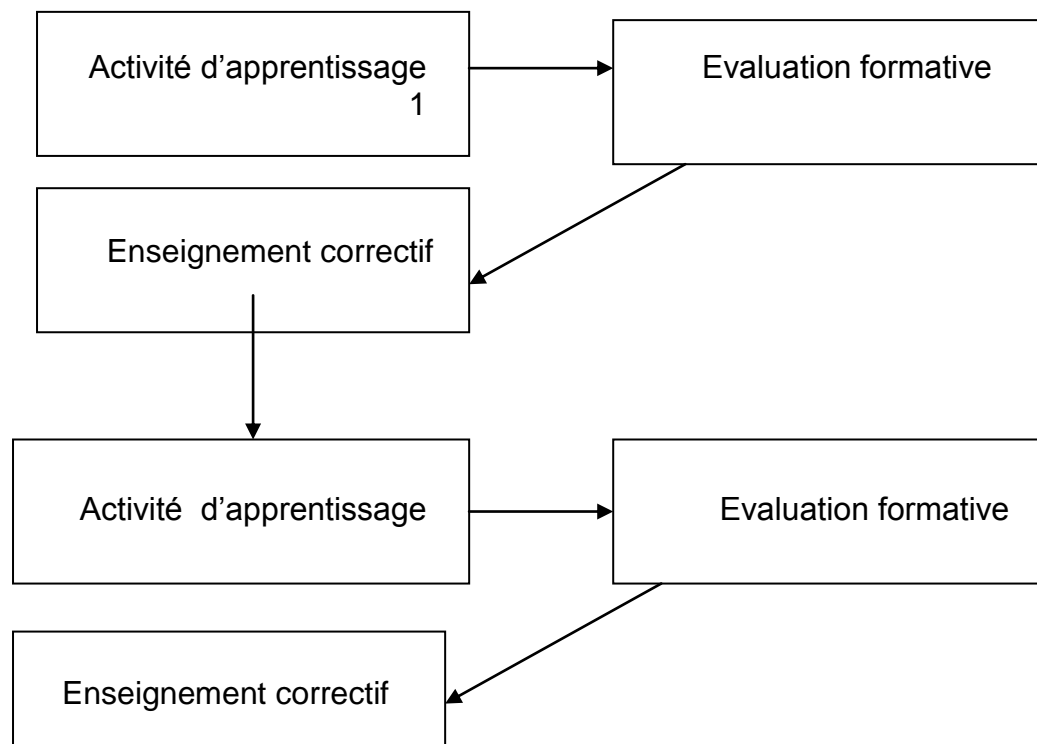 Activité d’apprentissage
1
Evaluation formative
Enseignement correctif
Activité  d’apprentissage
Evaluation formative
Enseignement correctif